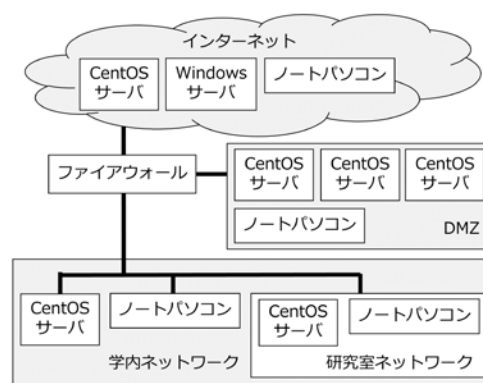 インターネット
CentOS
サーバ
Windows
サーバ
ノートパソコン
ファイアウォール
CentOS
サーバ
CentOS
サーバ
CentOS
サーバ
ノートパソコン
DMZ
CentOS
サーバ
ノートパソコン
CentOS
サーバ
ノートパソコン
学内ネットワーク
研究室ネットワーク